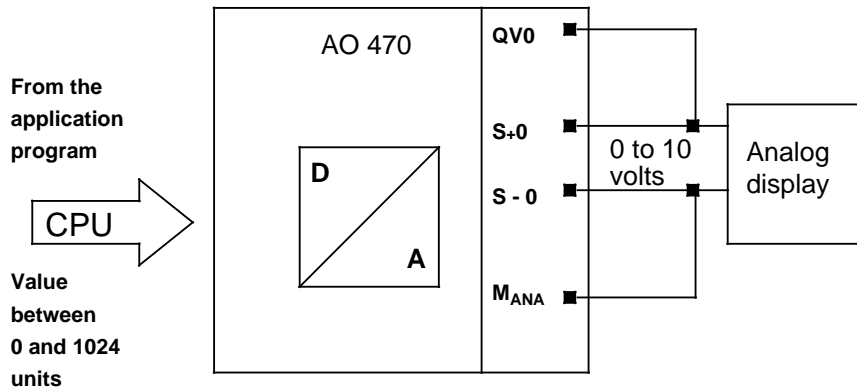 AO 470
QV0
From the
application
program
S+0
0 to 10
volts
Analog
display
D
S - 0
A
CPU
MANA
Value
between
0 and 1024
units